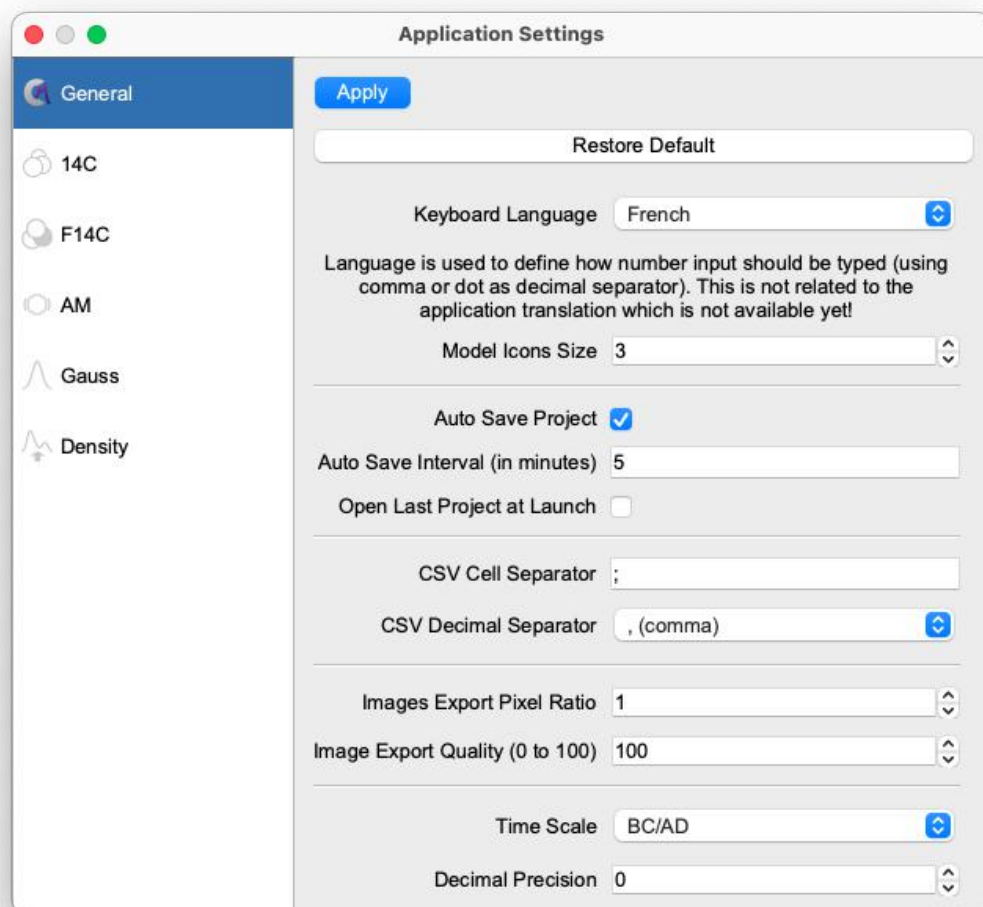 Application Settings
General
14C
F14C
AM
Gauss
Density
Apply
Restore Default
Keyboard Language French
Language is used to define how number input should be typed (using
comma or dot as decimal separator). This is not related to the
application translation which is not available yet!
Model Icons Size 3
Auto Save Project
Auto Save Interval (in minutes) 5
Open Last Project at Launch
CSV Cell Separator ;
CSV Decimal Separator , (comma)
Images Export Pixel Ratio 1
Image Export Quality (0 to 100) 100
Time Scale BC/AD
Decimal Precision 0